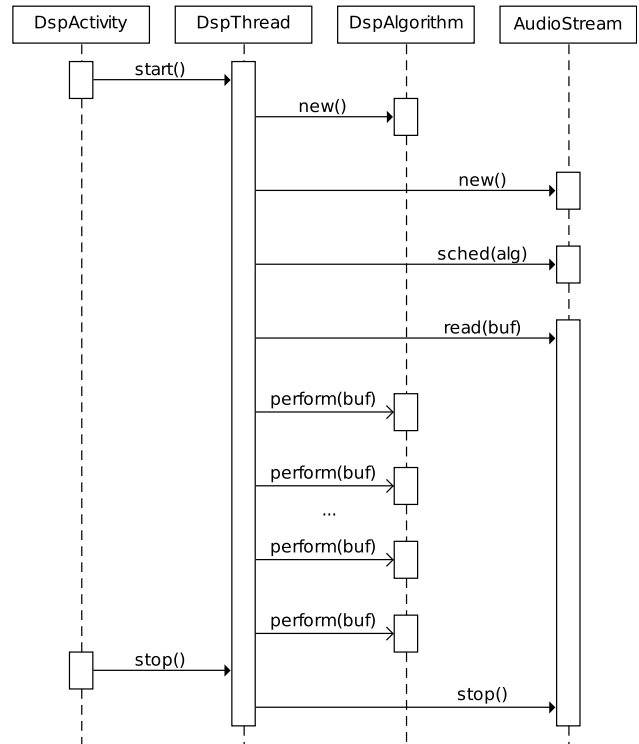 DspActivity DspThread DspAlgorithm AudioStream
start()
new()
new()
sched(alg)
read(buf)
perform(buf)
perform(buf)
...
perform(buf)
perform(buf)
stop()
stop()